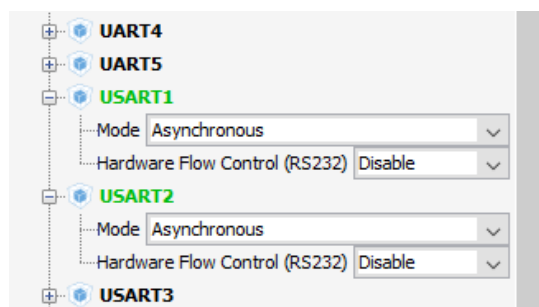 UART4
UART5
USART1
Mode Asynchronous
Hardware Flow Control (RS232) Disable
USART2
Mode Asynchronous
Hardware Flow Control (RS232) Disable
USART3